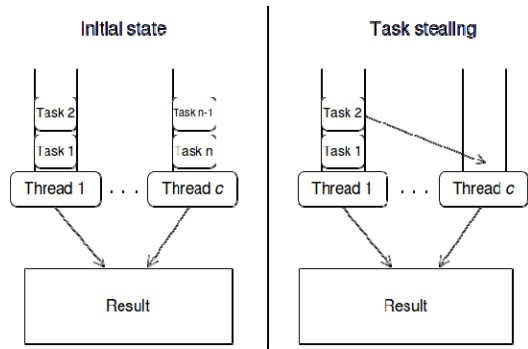 Initial state
Task 2
Task n-1
Task 1
Task n
Thread 1
. . .
Thread c
Result
Task stealing
Task 2
Task 1
Thread 1
. . .
Thread c
Result